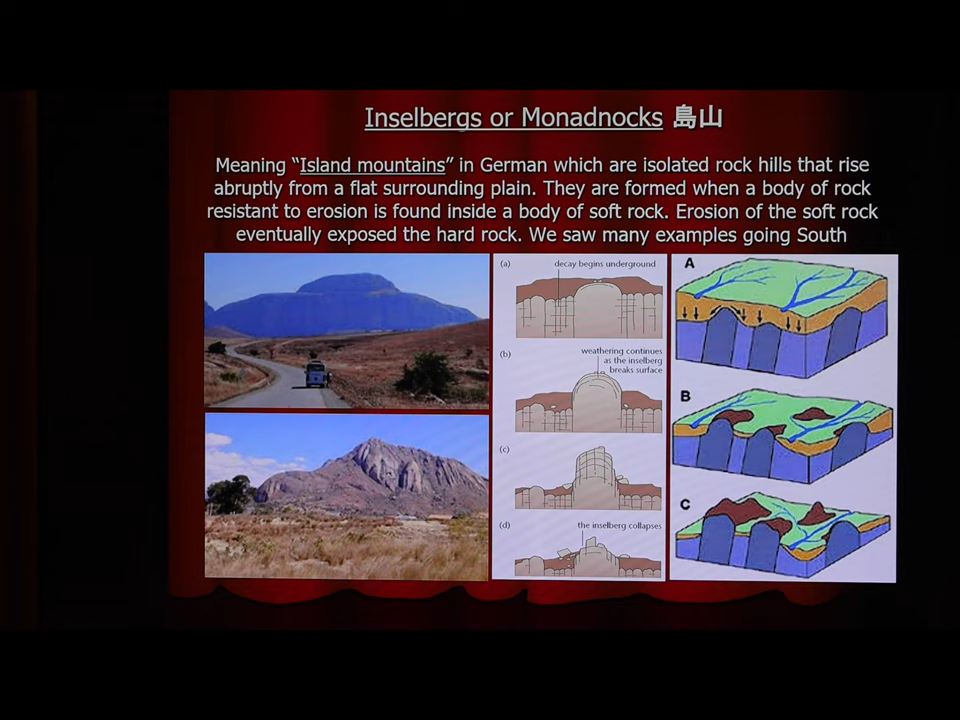 Inselbergs or Monadnocks 島山
Meaning “Island mountains” in German which are isolated rock hills that rise
abruptly from a flat surrounding plain. They are formed when a body of rock
resistant to erosion is found inside a body of soft rock. Erosion of the soft rock
eventually exposed the hard rock. We saw many examples going South
(a)
decay begins underground
(b)
weathering continues
as the inselberg
breaks surface
(c)
(d)
the inselberg collapses
A
B
C